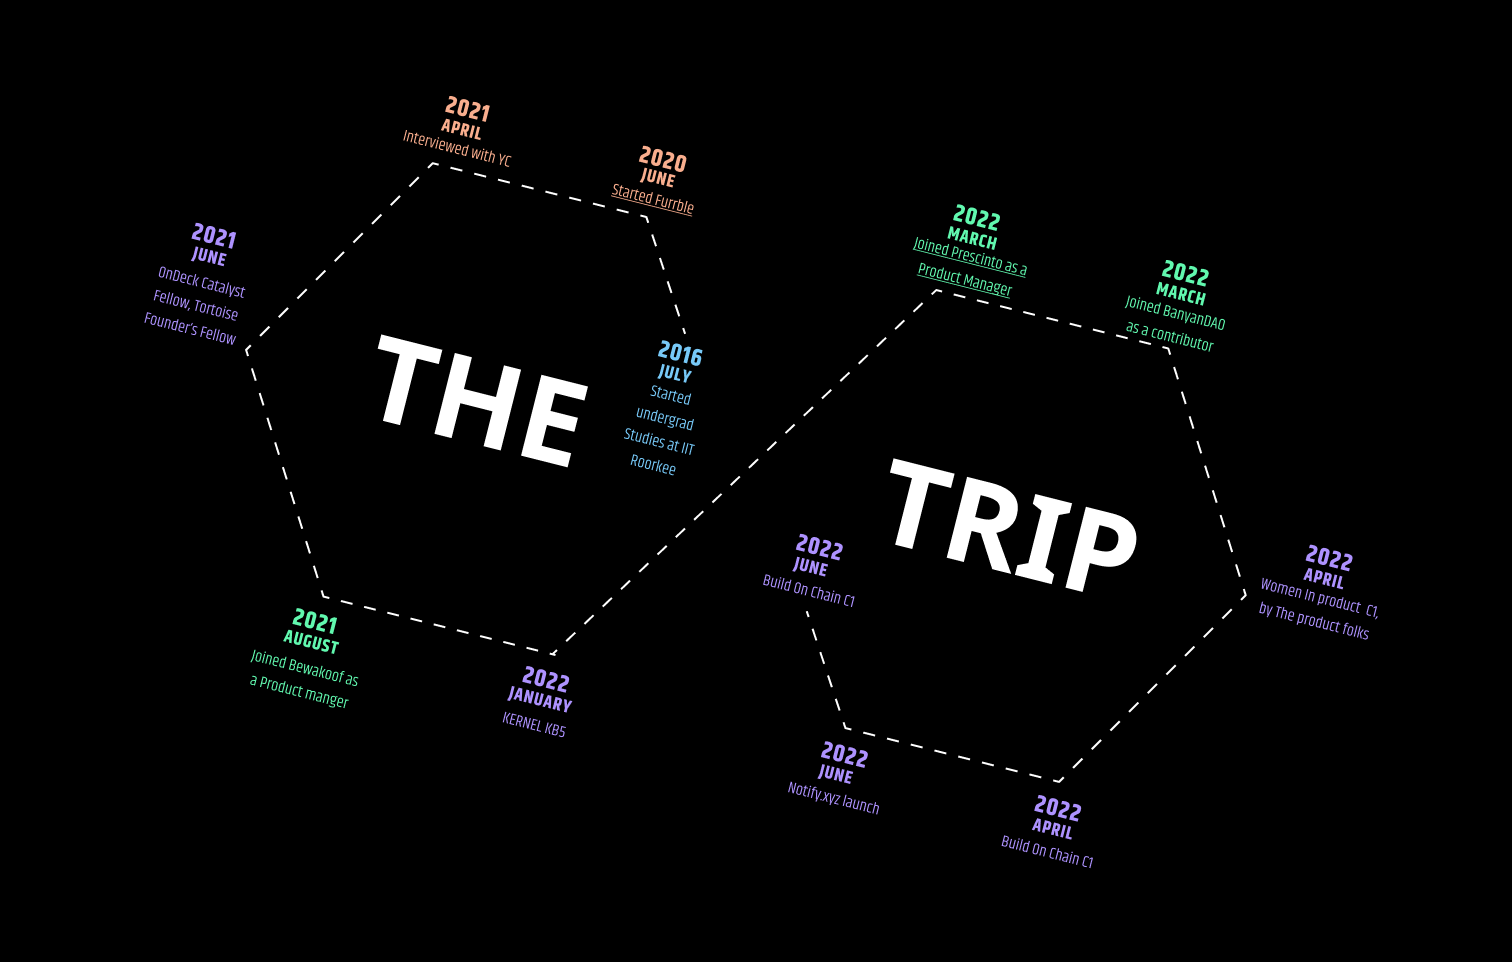 2021
APRIL
Interviewed with YC
2020
JUNE
Started Furrble
2021
JUNE
OnDeck Catalyst
Fellow, Tortoise
Founder's Fellow
2016
JULY
Started
undergrad
Studies at IIT
Roorkee
THE
2021
AUGUST
Joined Bewakoof as
a Product manger
2022
JANUARY
KERNEL KB5
2022
MARCH
Joined Prescinto as a
Product Manager
2022
MARCH
Joined BanyanDAO
as a contributor
TRIP
2022
APRIL
Women In product C1,
by The product folks
2022
JUNE
Build On Chain C1
2022
JUNE
Notify.xyz launch
2022
APRIL
Build On Chain C1